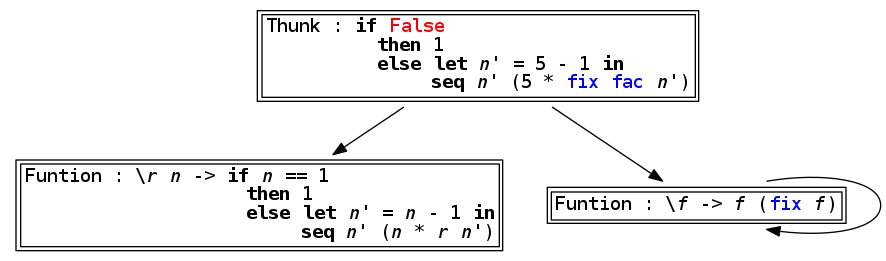 Thunk : if False
then 1
else let n' = 5 - 1 in
seq n' (5 * fix fac n')
Funtion : \r n -> if n == 1
then 1
else let n' = n - 1 in
seq n' (n * r n')
Funtion : \f -> f (fix f)